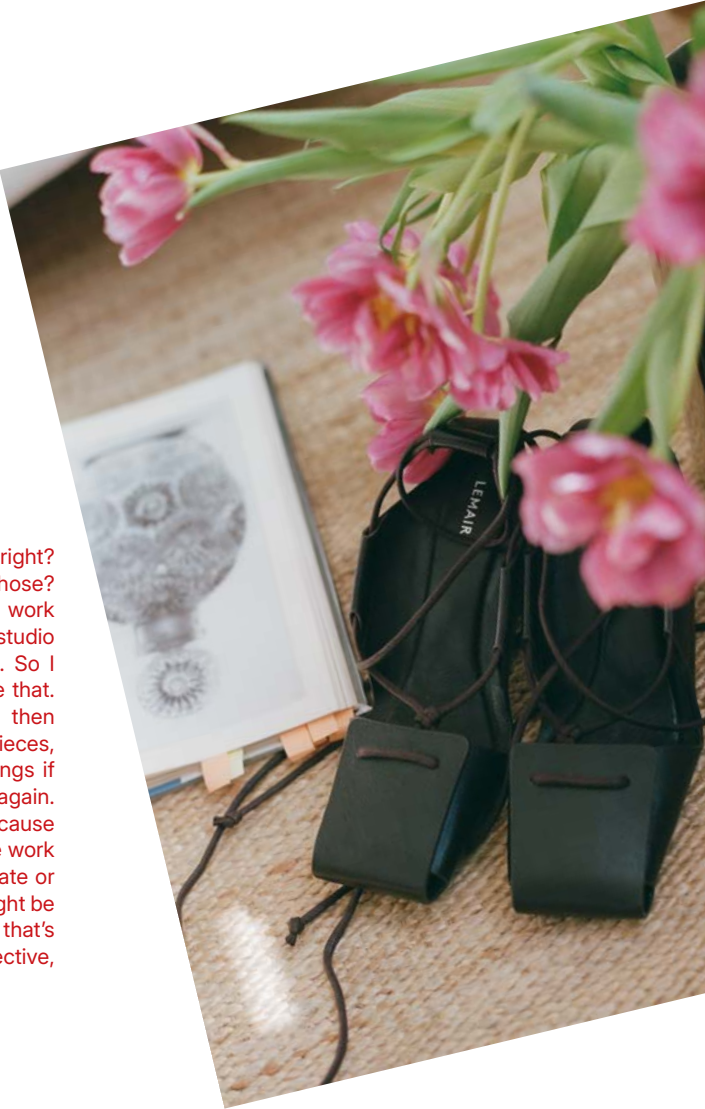 right?
hose?
work
studio
. So I
e that.
then
ieces,
ngs if
again.
cause
e work
ate or
ght be
that’s
ective,
LEMAIR